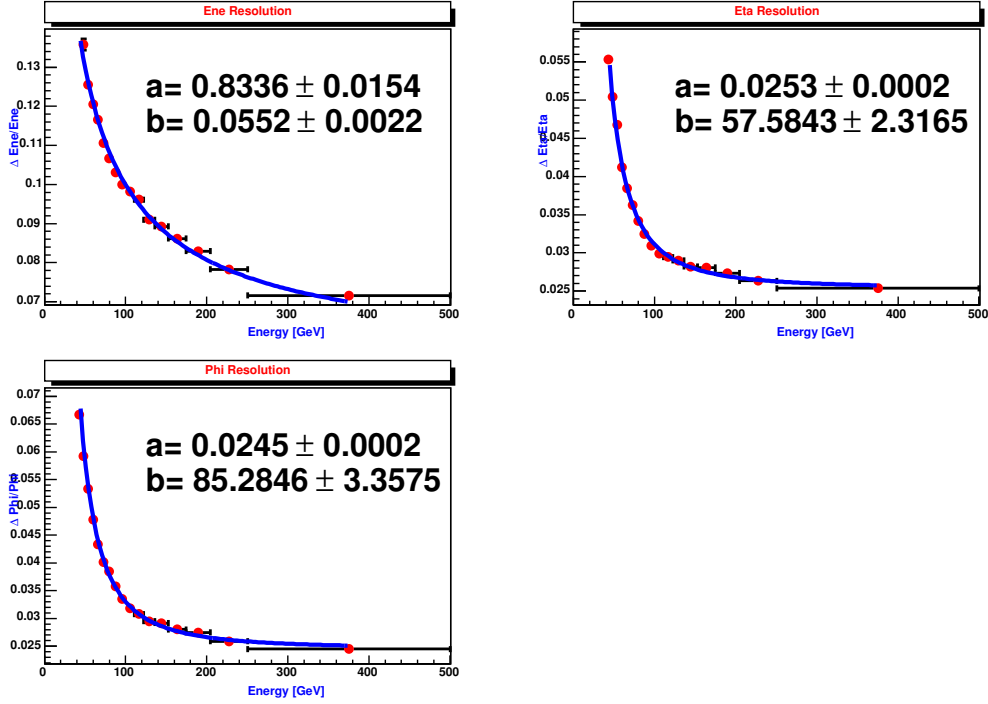 Ene Resolution
a= 0.8336 ± 0.0154
b= 0.0552 ± 0.0022
Δ Ene/Ene
0.13
0.12
0.11
0.1
0.09
0.08
0.07
0 100 200 300 400 500
Energy [GeV]
Eta Resolution
a= 0.0253 ± 0.0002
b= 57.5843 ± 2.3165
Δ Eta/Eta
0.055
0.05
0.045
0.04
0.035
0.03
0.025
0 100 200 300 400 500
Energy [GeV]
Phi Resolution
a= 0.0245 ± 0.0002
b= 85.2846 ± 3.3575
Δ Phi/Phi
0.07
0.065
0.06
0.055
0.05
0.045
0.04
0.035
0.03
0.025
0 100 200 300 400 500
Energy [GeV]